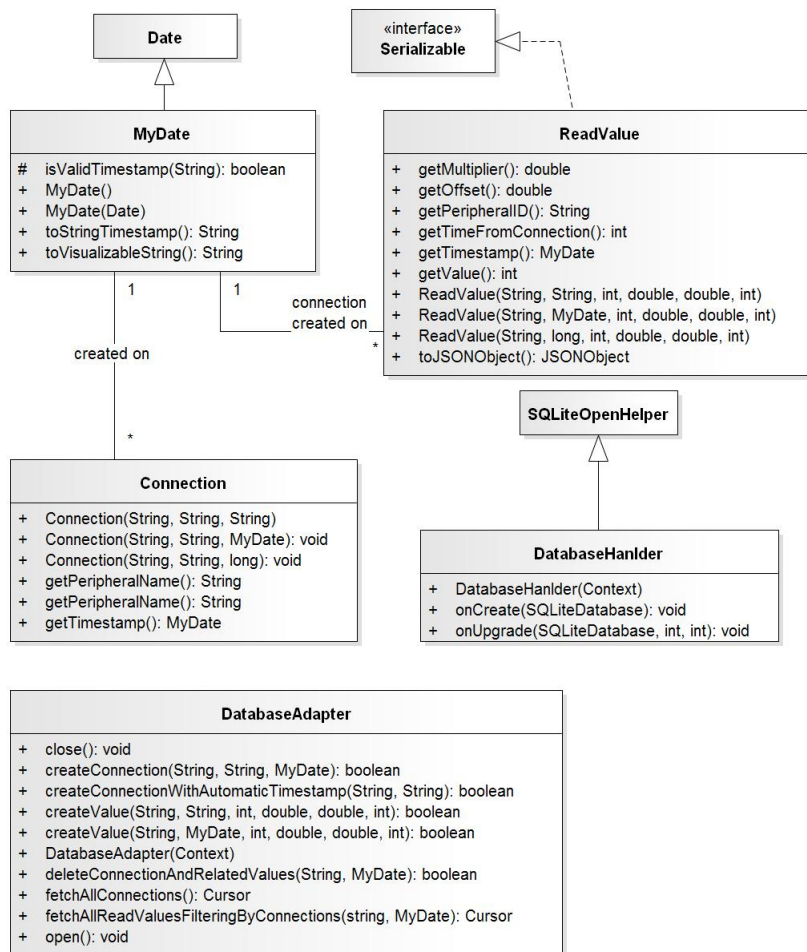 Date
«interface»
Serializable
MyDate
# isValidTimestamp(String): boolean
+ MyDate()
+ MyDate(Date)
+ toStringTimestamp(): String
+ toVisualizableString(): String
ReadValue
+ getMultiplier(): double
+ getOffset(): double
+ getPeripheralID(): String
+ getTimeFromConnection(): int
+ getTimestamp(): MyDate
+ getValue(): int
+ ReadValue(String, String, int, double, double, int)
+ ReadValue(String, MyDate, int, double, double, int)
+ ReadValue(String, long, int, double, double, int)
+ toJSONObject(): JSONObject
1
1
connection
created on
*
created on
*
SQLiteOpenHelper
Connection
+ Connection(String, String, String)
+ Connection(String, String, MyDate): void
+ Connection(String, String, long): void
+ getPeripheralName(): String
+ getPeripheralName(): String
+ getTimestamp(): MyDate
DatabaseHanlder
+ DatabaseHanlder(Context)
+ onCreate(SQLiteDatabase): void
+ onUpgrade(SQLiteDatabase, int, int): void
DatabaseAdapter
+ close(): void
+ createConnection(String, String, MyDate): boolean
+ createConnectionWithAutomaticTimestamp(String, String): boolean
+ createValue(String, String, int, double, double, int): boolean
+ createValue(String, MyDate, int, double, double, int): boolean
+ DatabaseAdapter(Context)
+ deleteConnectionAndRelatedValues(String, MyDate): boolean
+ fetchAllConnections(): Cursor
+ fetchAllReadValuesFilteringByConnections(string, MyDate): Cursor
+ open(): void